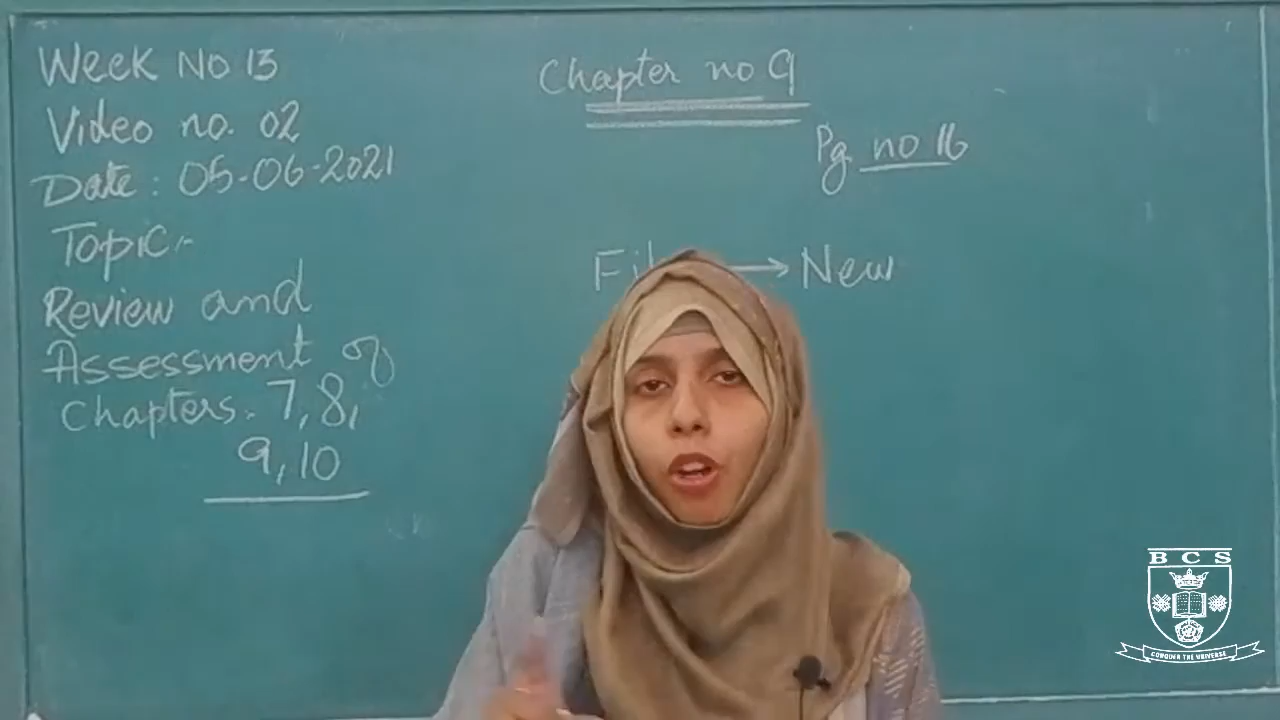 Week No 13
Video no. 02
Date: 05-06-2021
Topic:-
Review and
Assessment of
Chapters. 7,8,
9,10
Chapter no 9
Pg no 16
New
BCS
CONQUER THE UNIVERSE